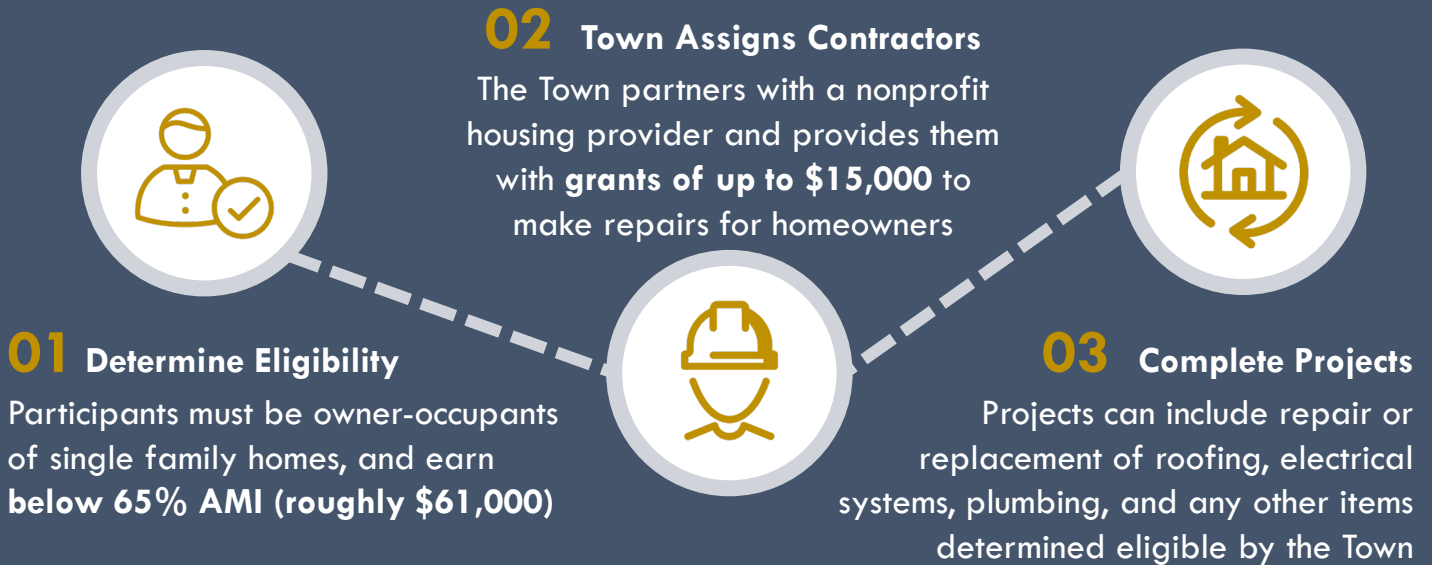 01 Determine Eligibility
Participants must be owner-occupants
of single family homes, and earn
below 65% AMI (roughly $61,000)
02 Town Assigns Contractors
The Town partners with a nonprofit
housing provider and provides them
with grants of up to $15,000 to
make repairs for homeowners
03 Complete Projects
Projects can include repair or
replacement of roofing, electrical
systems, plumbing, and any other items
determined eligible by the Town